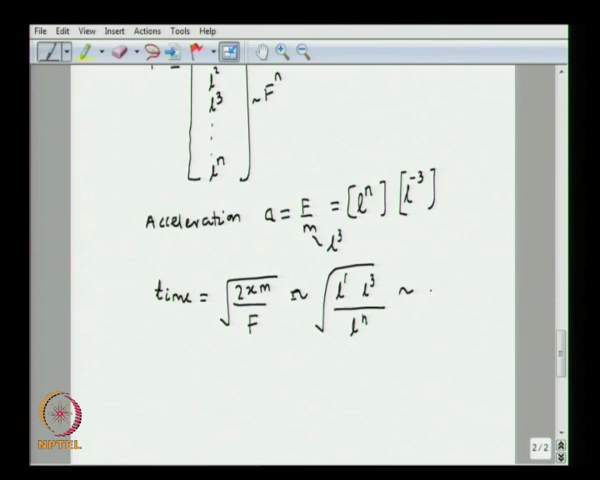 File Edit View Insert Actions Tools Help
l²
l³ ~ Fⁿ
:
.
lⁿ
Acceleration a = F/m = [lⁿ] [l⁻³]
~ l³
time = √(2xm/F) ≈ √(l¹ l³/lⁿ) ~ .
NPTEL
2/2